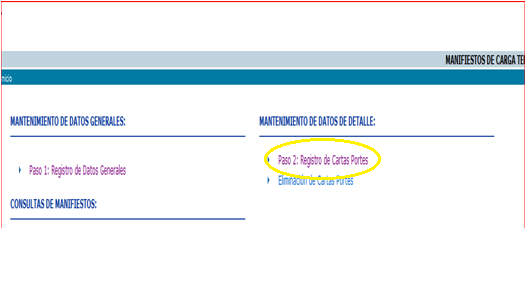 MANIFIESTOS DE CARGA TE
nicio
MANTENIMIENTO DE DATOS GENERALES:
Paso 1: Registro de Datos Generales
CONSULTAS DE MANIFIESTOS:
MANTENIMIENTO DE DATOS DE DETALLE:
Paso 2: Registro de Cartas Portes
Eliminación de Cartas Portes